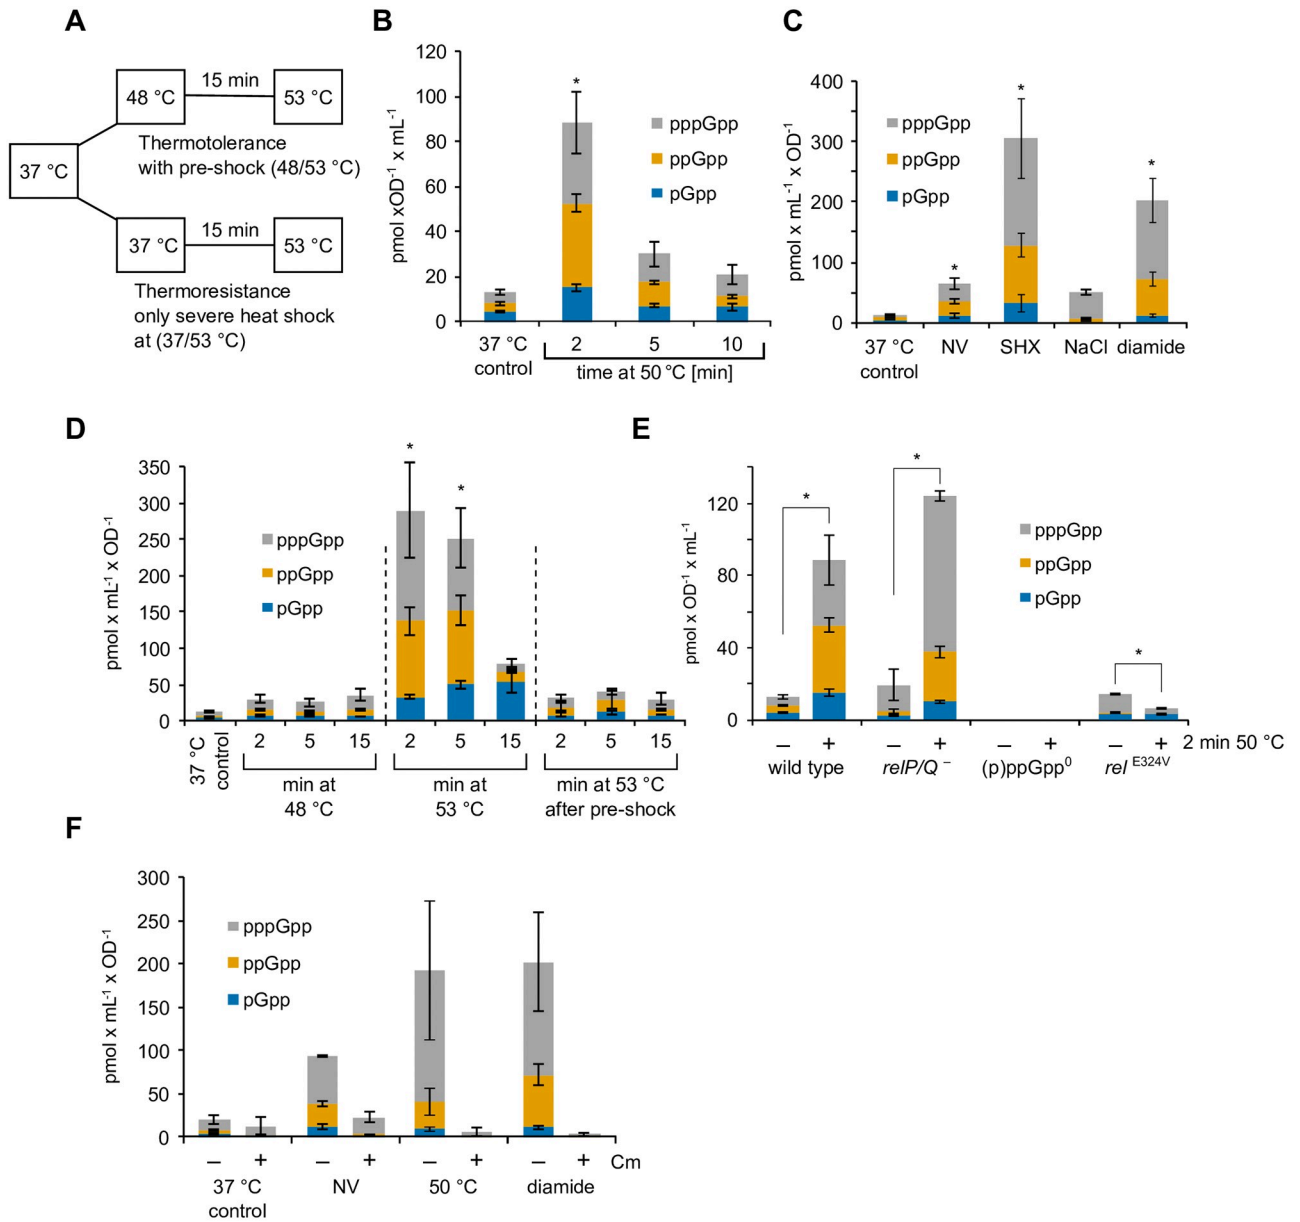 A
48 °C
15 min
53 °C
Thermotolerance
with pre-shock (48/53 °C)
37 °C
37 °C
15 min
53 °C
Thermoresistance
only severe heat shock
at (37/53 °C)
B
pmol xOD⁻¹ x mL⁻¹
120
100
80
60
40
20
0
*
pppGpp
ppGpp
pGpp
37 °C
control
2
5
10
time at 50 °C [min]
C
pmol x mL⁻¹ x OD⁻¹
400
300
200
100
0
*
*
*
pppGpp
ppGpp
pGpp
37 °C
control
NV
SHX
NaCl
diamide
D
pmol x mL⁻¹ x OD⁻¹
350
300
250
200
150
100
50
0
*
*
pppGpp
ppGpp
pGpp
37 °C
control
2
5
15
min at
48 °C
2
5
15
min at
53 °C
2
5
15
min at 53 °C
after pre-shock
E
pmol x OD⁻¹ x mL⁻¹
120
80
40
0
*
*
*
pppGpp
ppGpp
pGpp
– + – + – + – + 2 min 50 °C
wild type
relP/Q ⁻
(p)ppGpp⁰
rel E324V
F
pmol x mL⁻¹ x OD⁻¹
300
250
200
150
100
50
0
pppGpp
ppGpp
pGpp
– + – + – + – + Cm
37 °C
control
NV
50 °C
diamide